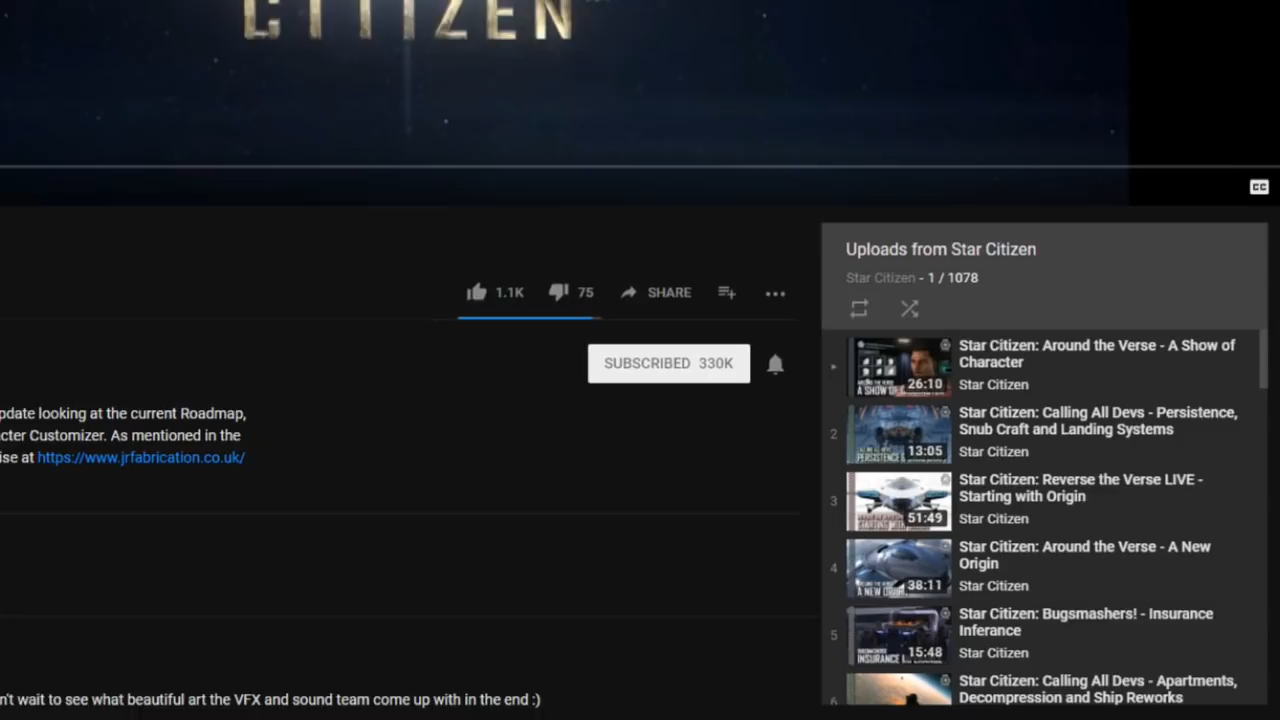 CITIZEN
CC
1.1K
75
SHARE
SUBSCRIBED 330K
pdate looking at the current Roadmap,
cter Customizer. As mentioned in the
ise at https://www.jrfabrication.co.uk/
n't wait to see what beautiful art the VFX and sound team come up with in the end :)
Uploads from Star Citizen
Star Citizen - 1 / 1078
26:10
Star Citizen: Around the Verse - A Show of
Character
Star Citizen
2
13:05
Star Citizen: Calling All Devs - Persistence,
Snub Craft and Landing Systems
Star Citizen
3
51:49
Star Citizen: Reverse the Verse LIVE -
Starting with Origin
Star Citizen
4
A NEW
38:11
Star Citizen: Around the Verse - A New
Origin
Star Citizen
5
INSURANCE
15:48
Star Citizen: Bugsmashers! - Insurance
Inferance
Star Citizen
Star Citizen: Calling All Devs - Apartments,
Decompression and Ship Reworks